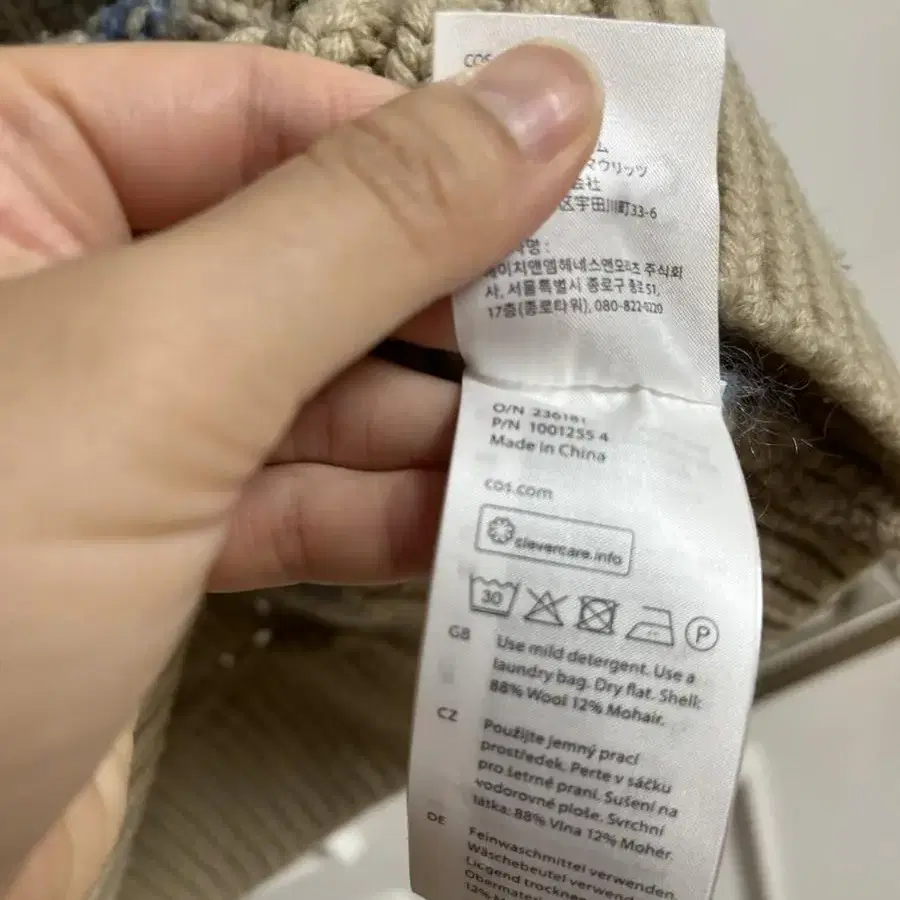 COS
ム
マウリッツ
会社
区宇田川町33-6
명 :
에이치앤엠헤네스앤모리츠 주식회
사, 서울특별시 종로구 종로 51,
17층(종로타워), 080-822-0220
O/N 236181
P/N 1001255 4
Made in China
cos.com
clevercare.info
30
P
GB
Use mild detergent. Use a
laundry bag. Dry flat. Shell:
88% Wool 12% Mohair.
CZ
Použijte jemný prací
prostředek. Perte v sáčku
pro šetrné praní. Sušení na
vodorovné ploše. Svrchní
látka: 88% Vlna 12% Mohér.
DE
Feinwaschmittel verwenden.
Wäschebeutel verwenden.
Liegend trocknen.
Obermaterial
12%